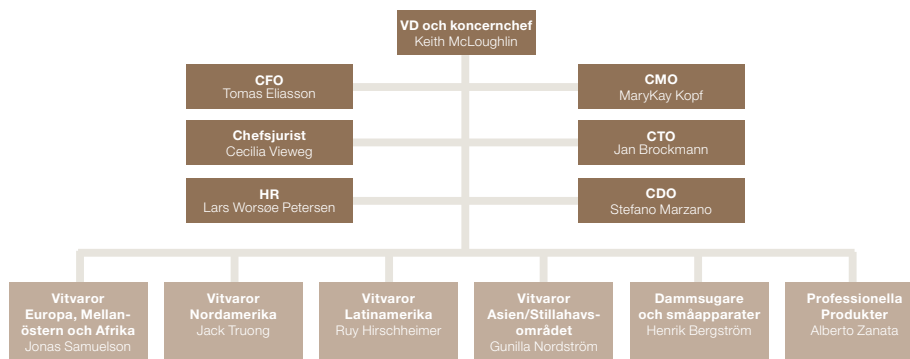 VD och koncernchef
Keith McLoughlin
CFO
Tomas Eliasson
CMO
MaryKay Kopf
Chefsjurist
Cecilia Vieweg
CTO
Jan Brockmann
HR
Lars Worsøe Petersen
CDO
Stefano Marzano
Vitvaror
Europa, Mellan-
östern och Afrika
Jonas Samuelson
Vitvaror
Nordamerika
Jack Truong
Vitvaror
Latinamerika
Ruy Hirschheimer
Vitvaror
Asien/Stillahavs-
området
Gunilla Nordström
Dammsugare
och småapparater
Henrik Bergström
Professionella
Produkter
Alberto Zanata